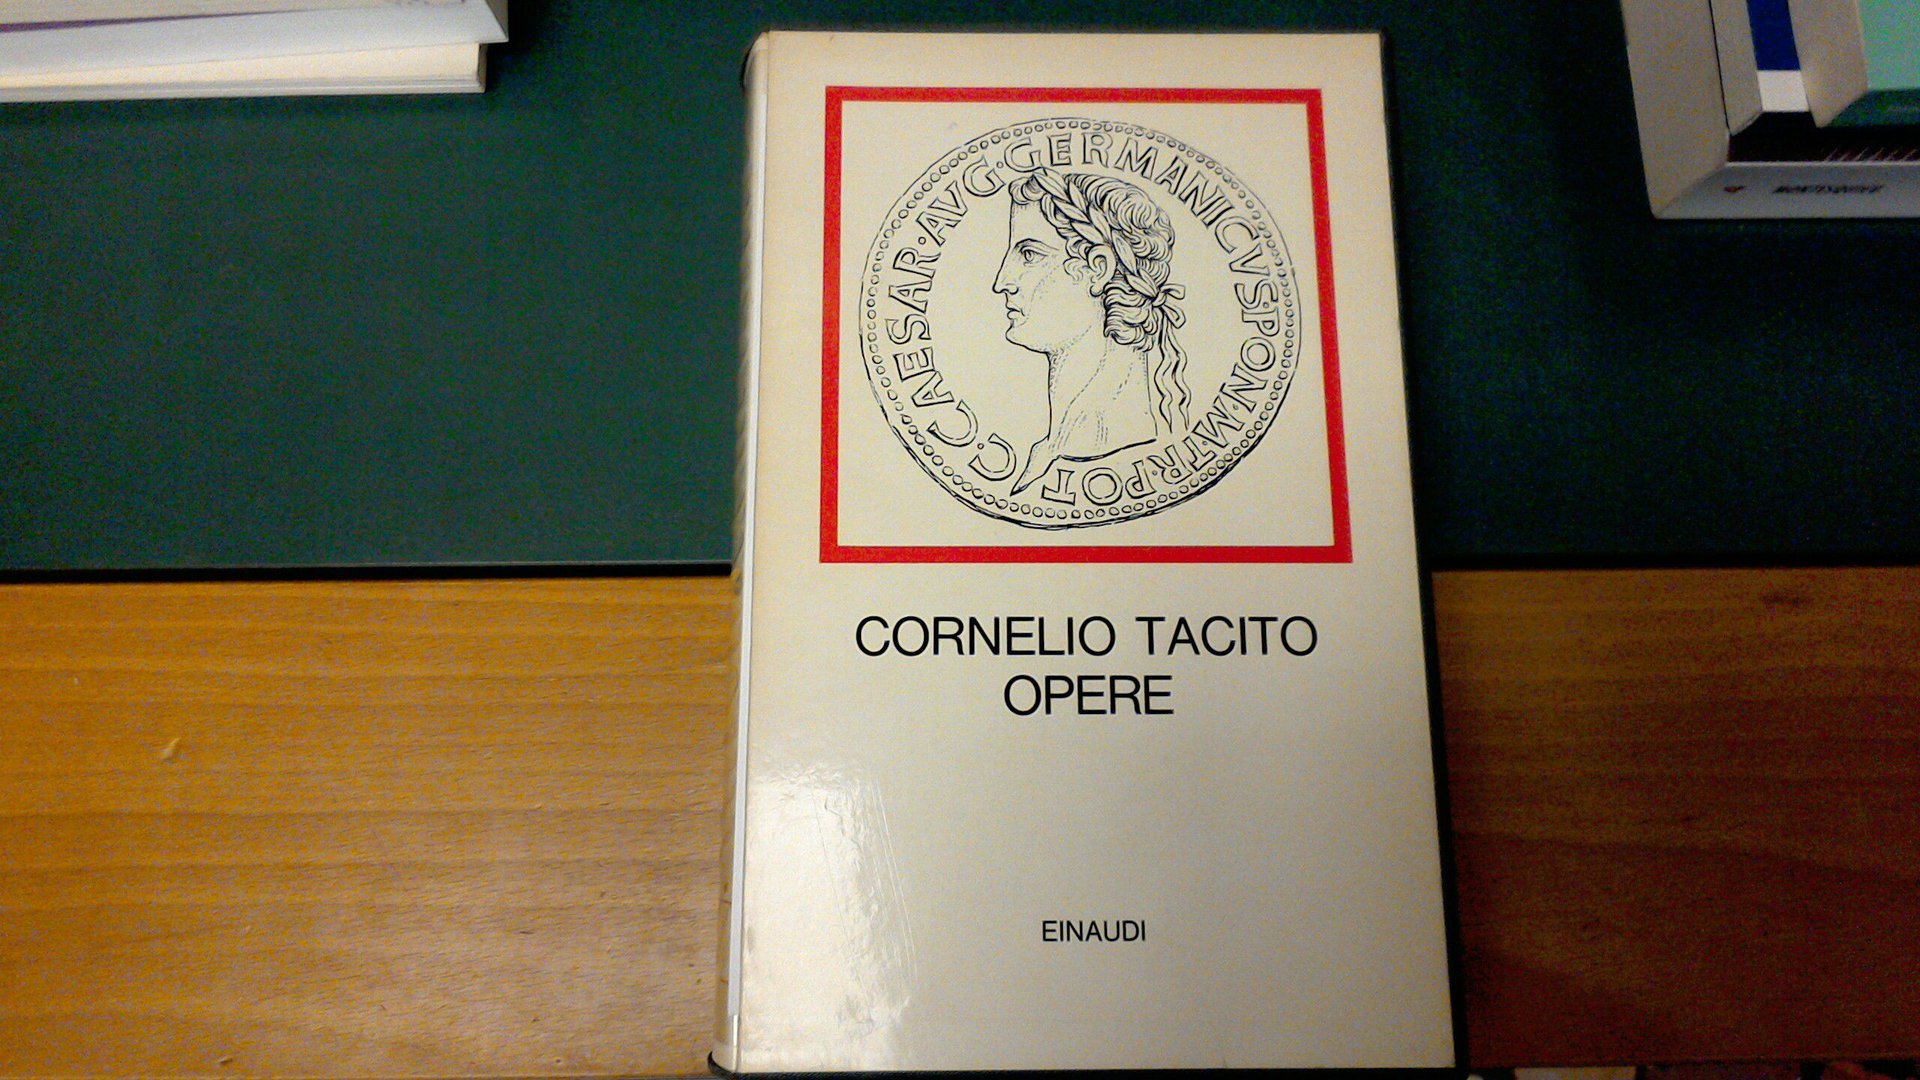 C·CAESAR·AVG·GERMANICVS·PON·M·TR·POT
CORNELIO TACITO
OPERE
EINAUDI